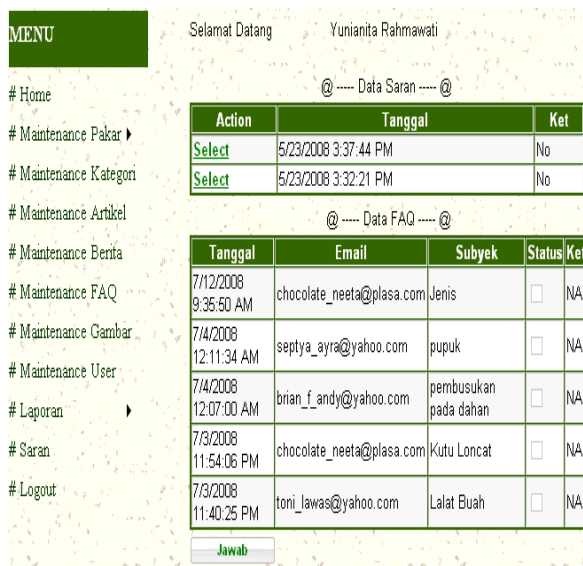 MENU
# Home
# Maintenance Pakar
# Maintenance Kategori
# Maintenance Artikel
# Maintenance Berita
# Maintenance FAQ
# Maintenance Gambar
# Maintenance User
# Laporan
# Saran
# Logout
Selamat Datang Yunianita Rahmawati
@ ----- Data Saran ----- @
Action Tanggal Ket
Select 5/23/2008 3:37:44 PM No
Select 5/23/2008 3:32:21 PM No
@ ----- Data FAQ ----- @
Tanggal Email Subyek Status Ket
7/12/2008
9:35:50 AM chocolate_neeta@plasa.com Jenis NA
7/4/2008
12:11:34 AM septya_ayra@yahoo.com pupuk NA
7/4/2008 pembusukan
12:07:00 AM brian_f_andy@yahoo.com pada dahan NA
7/3/2008
11:54:06 PM chocolate_neeta@plasa.com Kutu Loncat NA
7/3/2008
11:40:25 PM toni_lawas@yahoo.com Lalat Buah NA
Jawab